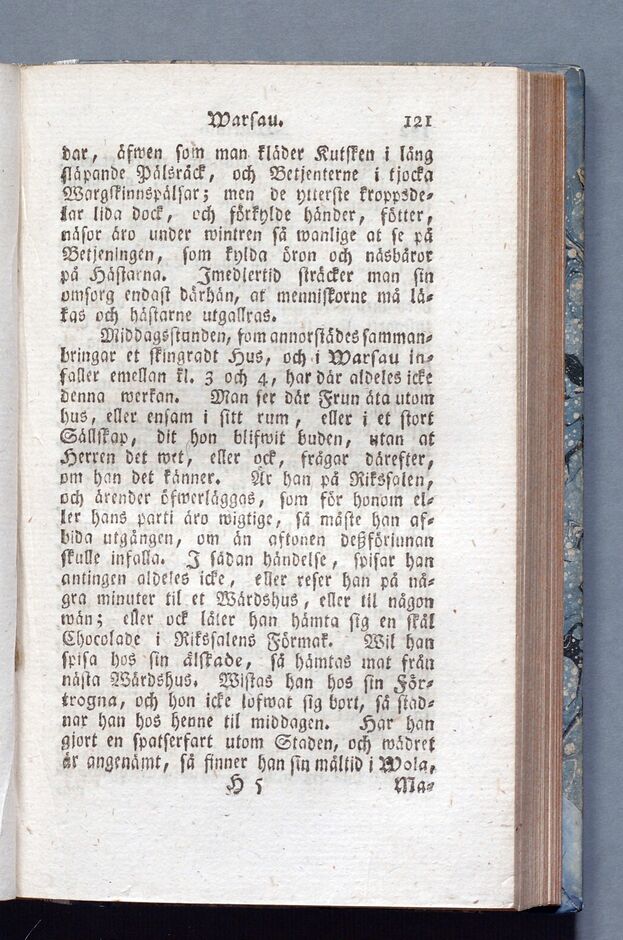 Warsau. 121
dar, äfwen som man kläder Kutsken i lång
släpande Pälsräck, och Betjenterne i tjocka
Wargskinnspälsar; men de ytterste kroppsde-
lar lida dock, och förkylde händer, fötter,
näsor äro under wintren så wanlige at se på
Betjeningen, som kylda öron och näsbäror
på Hästarna. Imedlertid sträcker man sin
omsorg endast därhän, at menniskorne må lä-
kas och hästarne utgallras.
Middagsstunden, som annorstädes samman-
bringar et skingradt Hus, och i Warsau in-
faller emellan kl. 3 och 4, har där aldeles icke
denna werkan. Man ser där Frun äta utom
hus, eller ensam i sitt rum, eller i et stort
Sällskap, dit hon blifwit buden, utan at
Herren det wet, eller ock, frågar därefter,
om han det känner. Är han på Rikssalen,
och ärender öfwerläggas, som för honom el-
ler hans parti äro wigtige, så måste han af-
bida utgången, om än aftonen deßförinnan
skulle infalla. I sådan händelse, spisar han
antingen aldeles icke, eller reser han på nå-
gra minuter til et Wärdshus, eller til någon
wän; eller ock låter han hämta sig en skål
Chocolade i Rikssalens Förmak. Wil han
spisa hos sin älskade, så hämtas mat från
nästa Wärdshus. Wistas han hos sin För-
trogna, och hon icke lofwat sig bort, så stad-
nar han hos henne til middagen. Har han
gjort en spatserfart utom Staden, och wädret
är angenämt, så finner han sin måltid i Wola,
H 5 Ma-